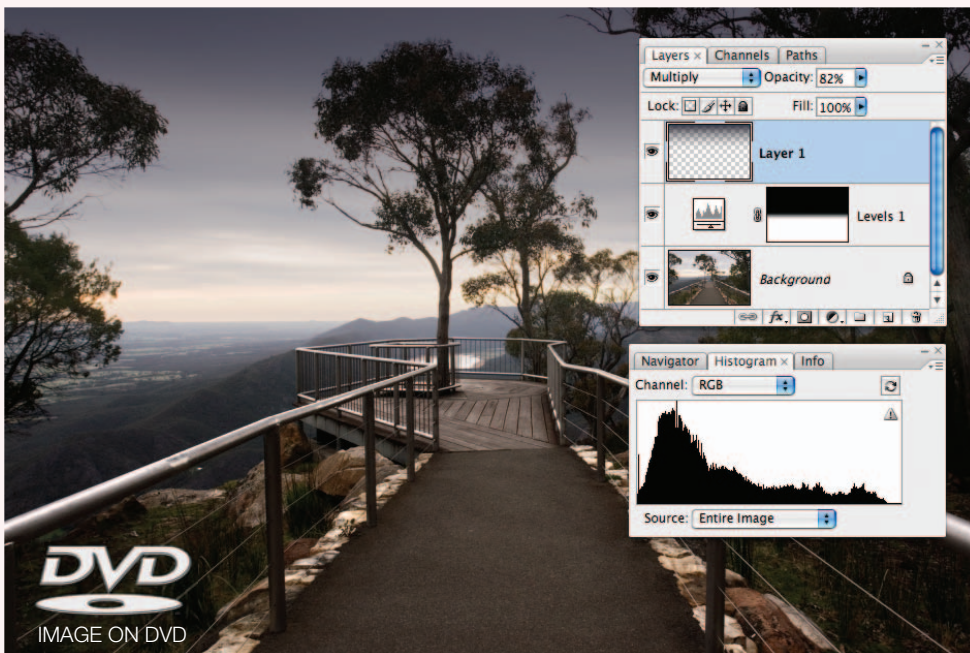 Layers × Channels Paths
Multiply Opacity: 82%
Lock: Fill: 100%
Layer 1
Levels 1
Background
fx
Navigator Histogram × Info
Channel: RGB
Source: Entire Image
DVD
IMAGE ON DVD